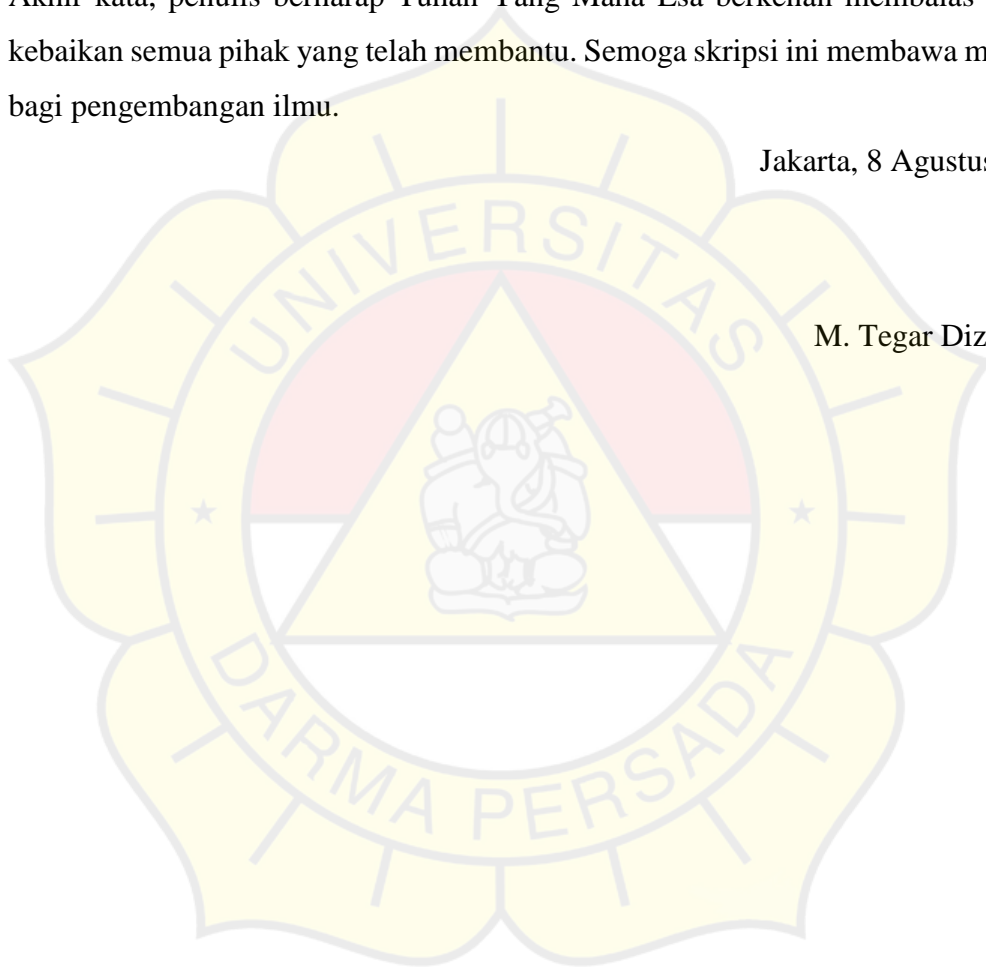 Akhir kata, penulis berharap Tuhan Yang Maha Esa berkenan membalas
kebaikan semua pihak yang telah membantu. Semoga skripsi ini membawa m
bagi pengembangan ilmu.
Jakarta, 8 Agustus
M. Tegar Diz
UNIVERSITAS
DARMA PERSADA